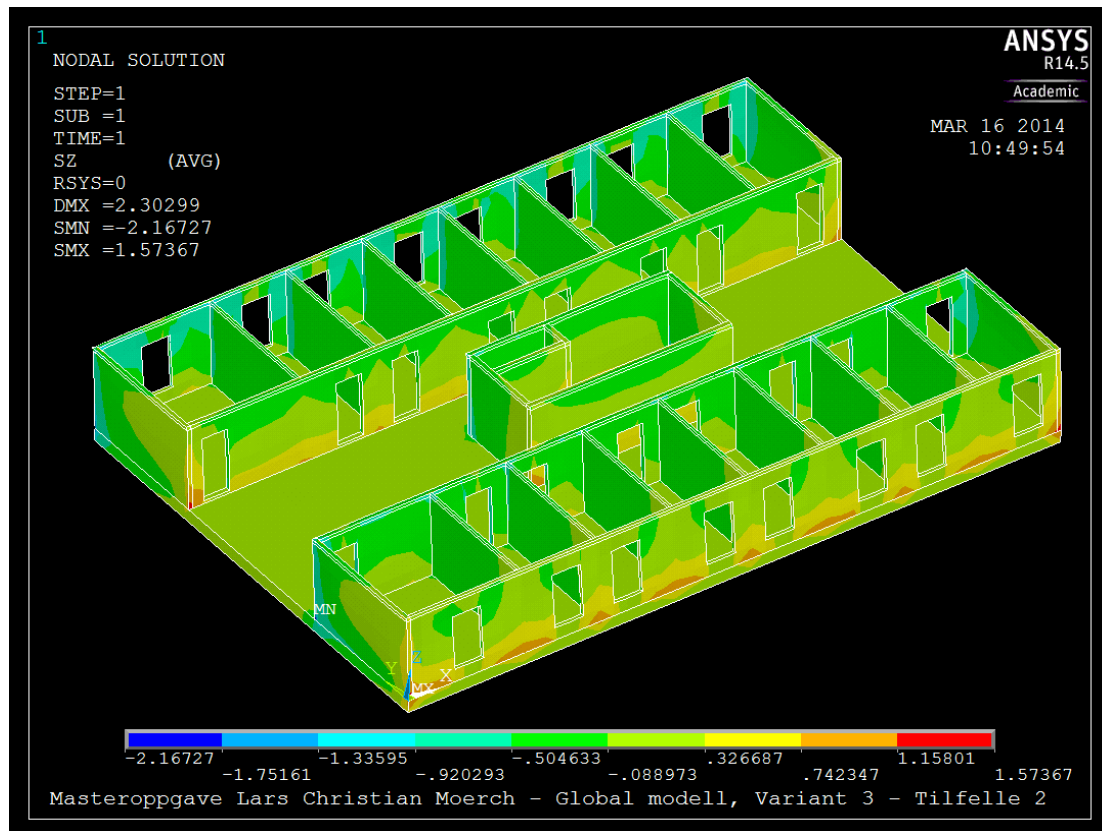 1
NODAL SOLUTION
STEP=1
SUB =1
TIME=1
SZ (AVG)
RSYS=0
DMX =2.30299
SMN =-2.16727
SMX =1.57367
ANSYS
R14.5
Academic
MAR 16 2014
10:49:54
MN
Y
Z
X
MX
-2.16727 -1.33595 -.504633 .326687 1.15801
-1.75161 -.920293 -.088973 .742347 1.57367
Masteroppgave Lars Christian Moerch - Global modell, Variant 3 - Tilfelle 2